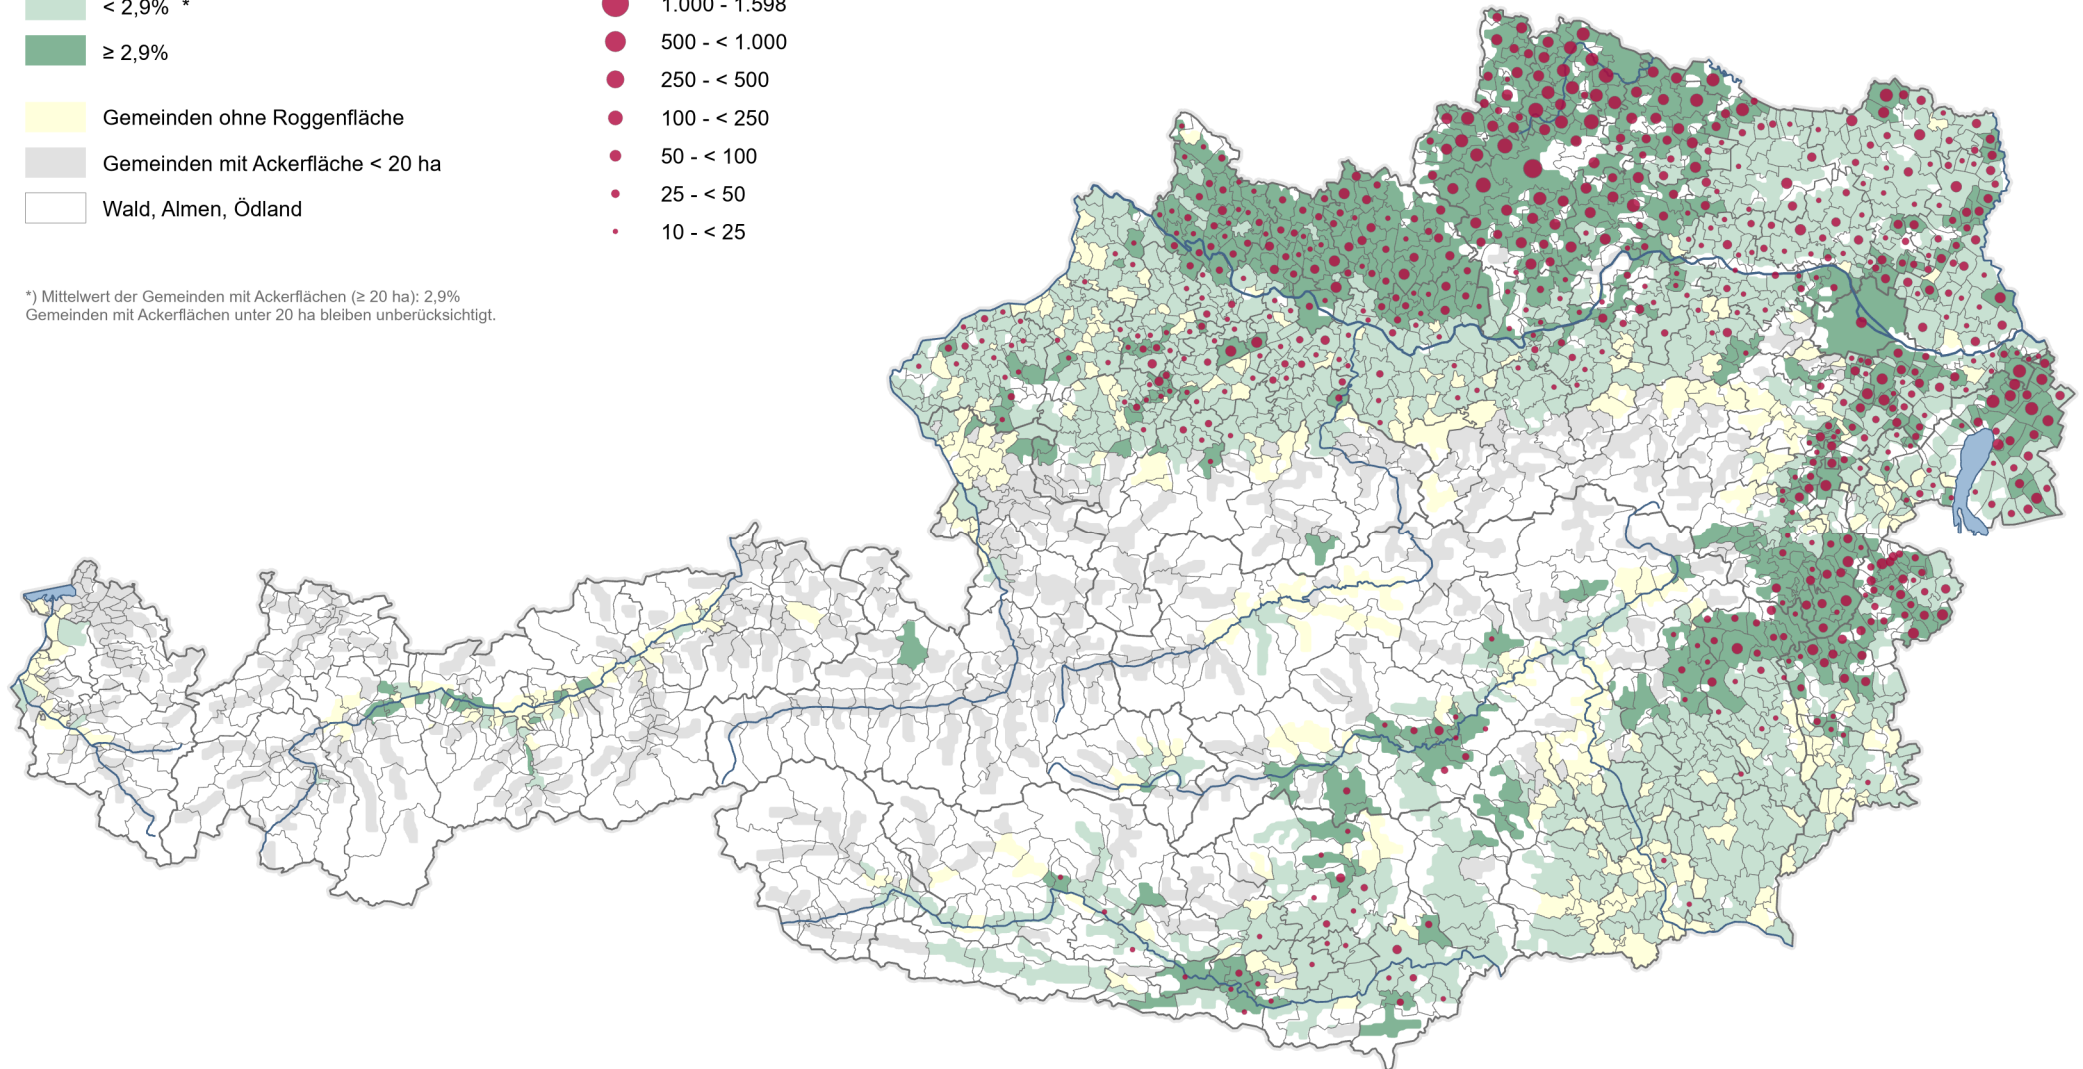 < 2,9% *
≥ 2,9%
Gemeinden ohne Roggenfläche
Gemeinden mit Ackerfläche < 20 ha
Wald, Almen, Ödland
1.000 - 1.598
500 - < 1.000
250 - < 500
100 - < 250
50 - < 100
25 - < 50
10 - < 25
*) Mittelwert der Gemeinden mit Ackerflächen (≥ 20 ha): 2,9%
Gemeinden mit Ackerflächen unter 20 ha bleiben unberücksichtigt.